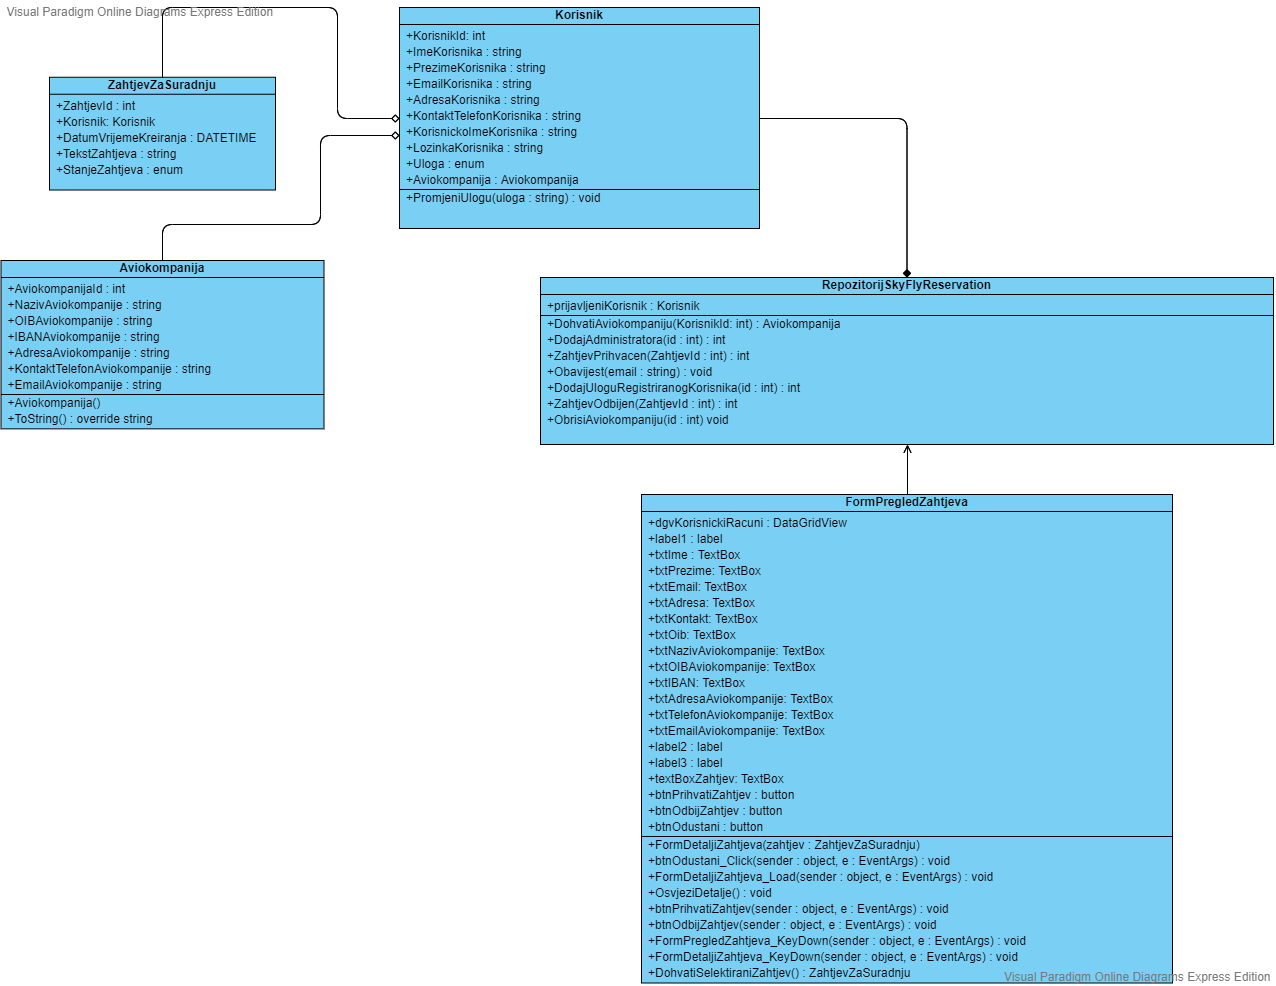 Visual Paradigm Online Diagrams Express Edition
Korisnik
+KorisnikId: int
+ImeKorisnika : string
+PrezimeKorisnika : string
+EmailKorisnika : string
+AdresaKorisnika : string
+KontaktTelefonKorisnika : string
+KorisnickoImeKorisnika : string
+LozinkaKorisnika : string
+Uloga : enum
+Aviokompanija : Aviokompanija
+PromjeniUlogu(uloga : string) : void
ZahtjevZaSuradnju
+ZahtjevId : int
+Korisnik: Korisnik
+DatumVrijemeKreiranja : DATETIME
+TekstZahtjeva : string
+StanjeZahtjeva : enum
Aviokompanija
+AviokompanijaId : int
+NazivAviokompanije : string
+OIBAviokompanije : string
+IBANAviokompanije : string
+AdresaAviokompanije : string
+KontaktTelefonAviokompanije : string
+EmailAviokompanije : string
+Aviokompanija()
+ToString() : override string
RepozitorijSkyFlyReservation
+prijavljeniKorisnik : Korisnik
+DohvatiAviokompaniju(KorisnikId: int) : Aviokompanija
+DodajAdministratora(id : int) : int
+ZahtjevPrihvacen(ZahtjevId : int) : int
+Obavijest(email : string) : void
+DodajUloguRegistriranogKorisnika(id : int) : int
+ZahtjevOdbijen(ZahtjevId : int) : int
+ObrisiAviokompaniju(id : int) void
FormPregledZahtjeva
+dgvKorisnickiRacuni : DataGridView
+label1 : label
+txtIme : TextBox
+txtPrezime: TextBox
+txtEmail: TextBox
+txtAdresa: TextBox
+txtKontakt: TextBox
+txtOib: TextBox
+txtNazivAviokompanije: TextBox
+txtOIBAviokompanije: TextBox
+txtIBAN: TextBox
+txtAdresaAviokompanije: TextBox
+txtTelefonAviokompanije: TextBox
+txtEmailAviokompanije: TextBox
+label2 : label
+label3 : label
+textBoxZahtjev: TextBox
+btnPrihvatiZahtjev : button
+btnOdbijZahtjev : button
+btnOdustani : button
+FormDetaljiZahtjeva(zahtjev : ZahtjevZaSuradnju)
+btnOdustani_Click(sender : object, e : EventArgs) : void
+FormDetaljiZahtjeva_Load(sender : object, e : EventArgs) : void
+OsvjeziDetalje() : void
+btnPrihvatiZahtjev(sender : object, e : EventArgs) : void
+btnOdbijZahtjev(sender : object, e : EventArgs) : void
+FormPregledZahtjeva_KeyDown(sender : object, e : EventArgs) : void
+FormDetaljiZahtjeva_KeyDown(sender : object, e : EventArgs) : void
+DohvatiSelektiraniZahtjev() : ZahtjevZaSuradnju
Visual Paradigm Online Diagrams Express Edition